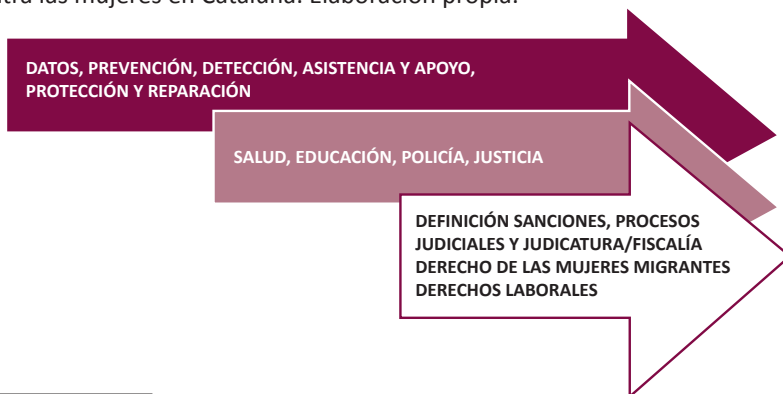 las mujeres en Cataluña. Elaboración propia.
DATOS, PREVENCIÓN, DETECCIÓN, ASISTENCIA Y APOYO,
PROTECCIÓN Y REPARACIÓN
SALUD, EDUCACIÓN, POLICÍA, JUSTICIA
DEFINICIÓN SANCIONES, PROCESOS
JUDICIALES Y JUDICATURA/FISCALÍA
DERECHO DE LAS MUJERES MIGRANTES
DERECHOS LABORALES